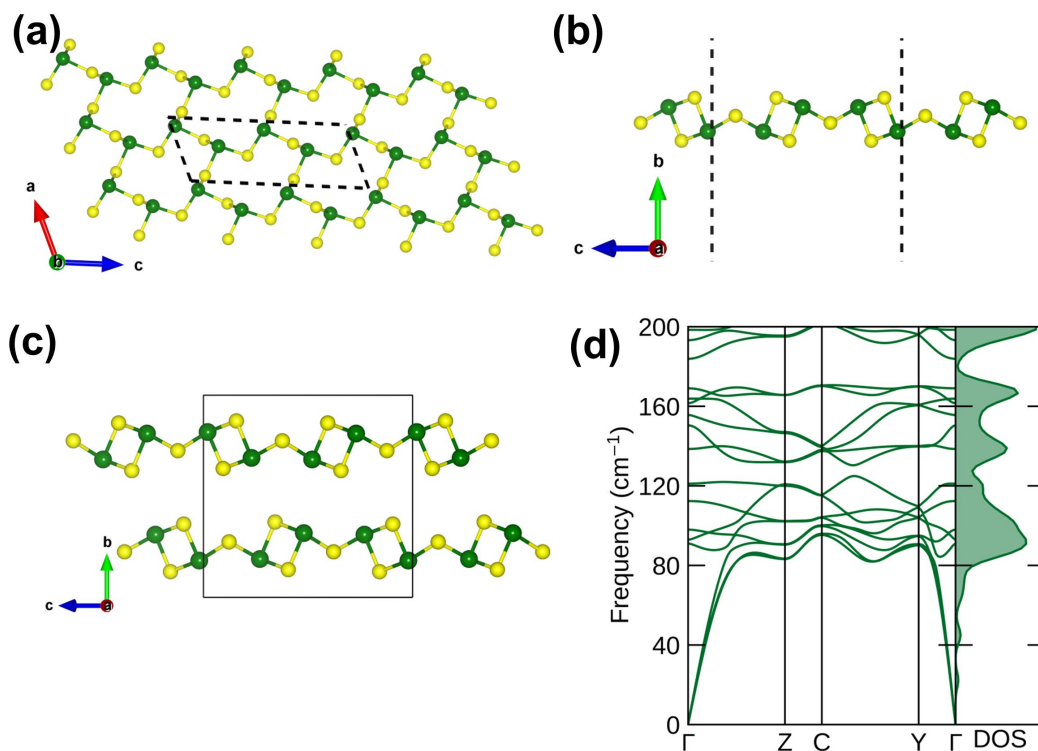 (a)
a
b
c
(b)
b
c
a
(c)
b
c
a
(d)
Frequency (cm⁻¹)
200
160
120
80
40
0
Γ Z C Y Γ DOS